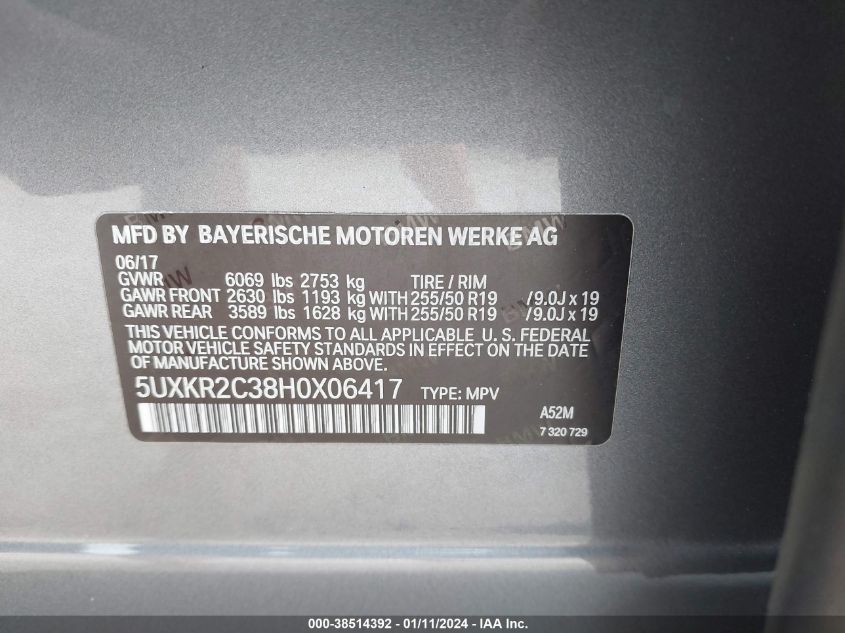 MFD BY BAYERISCHE MOTOREN WERKE AG
06/17
GVWR 6069 lbs 2753 kg TIRE / RIM
GAWR FRONT 2630 lbs 1193 kg WITH 255/50 R19 / 9.0J x 19
GAWR REAR 3589 lbs 1628 kg WITH 255/50 R19 / 9.0J x 19
THIS VEHICLE CONFORMS TO ALL APPLICABLE U.S. FEDERAL
MOTOR VEHICLE SAFETY STANDARDS IN EFFECT ON THE DATE
OF MANUFACTURE SHOWN ABOVE.
5UXKR2C38H0X06417 TYPE: MPV
A52M
7 320 729
000-38514392 - 01/11/2024 - IAAI Inc.